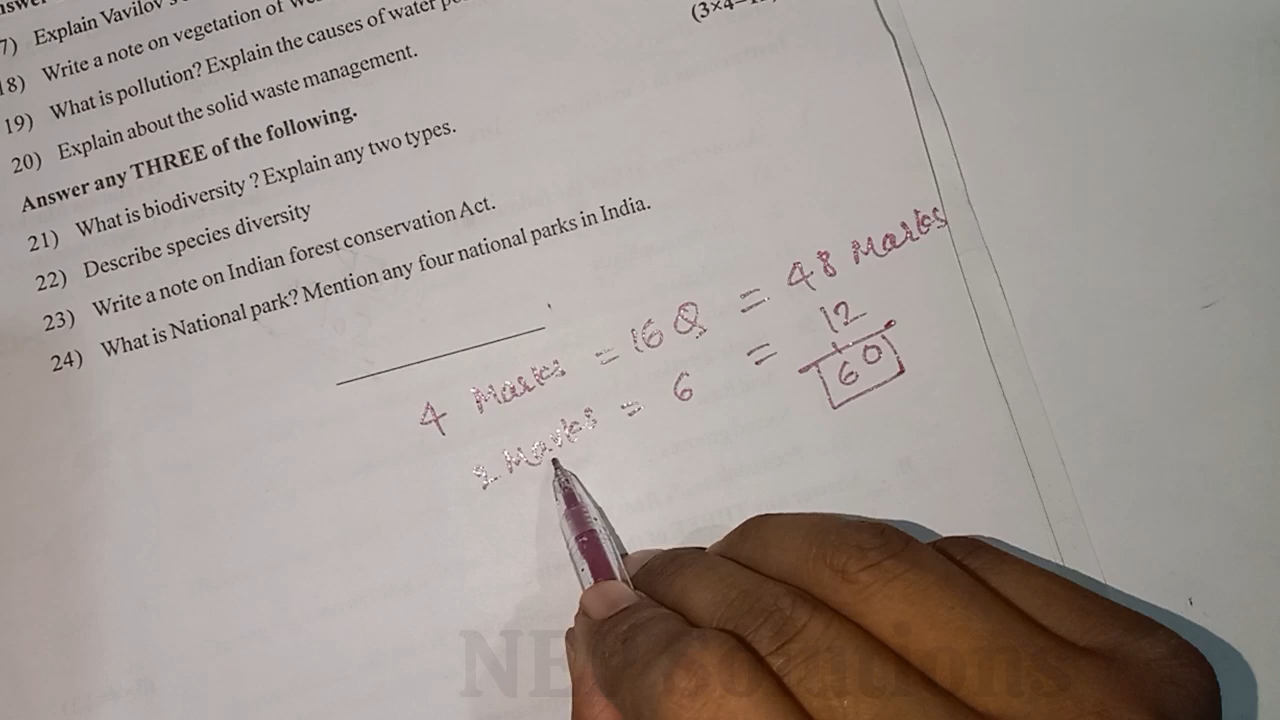 7) Explain Vavilov's
18) Write a note on vegetation of
19) What is pollution? Explain the causes of water
20) Explain about the solid waste management.
(3×4=12)
Answer any THREE of the following.
21) What is biodiversity ? Explain any two types.
22) Describe species diversity
23) Write a note on Indian forest conservation Act.
24) What is National park? Mention any four national parks in India.
4 Marks = 16 Q = 48 Marks
2 Marks = 6 = 12
60
NEP Solutions